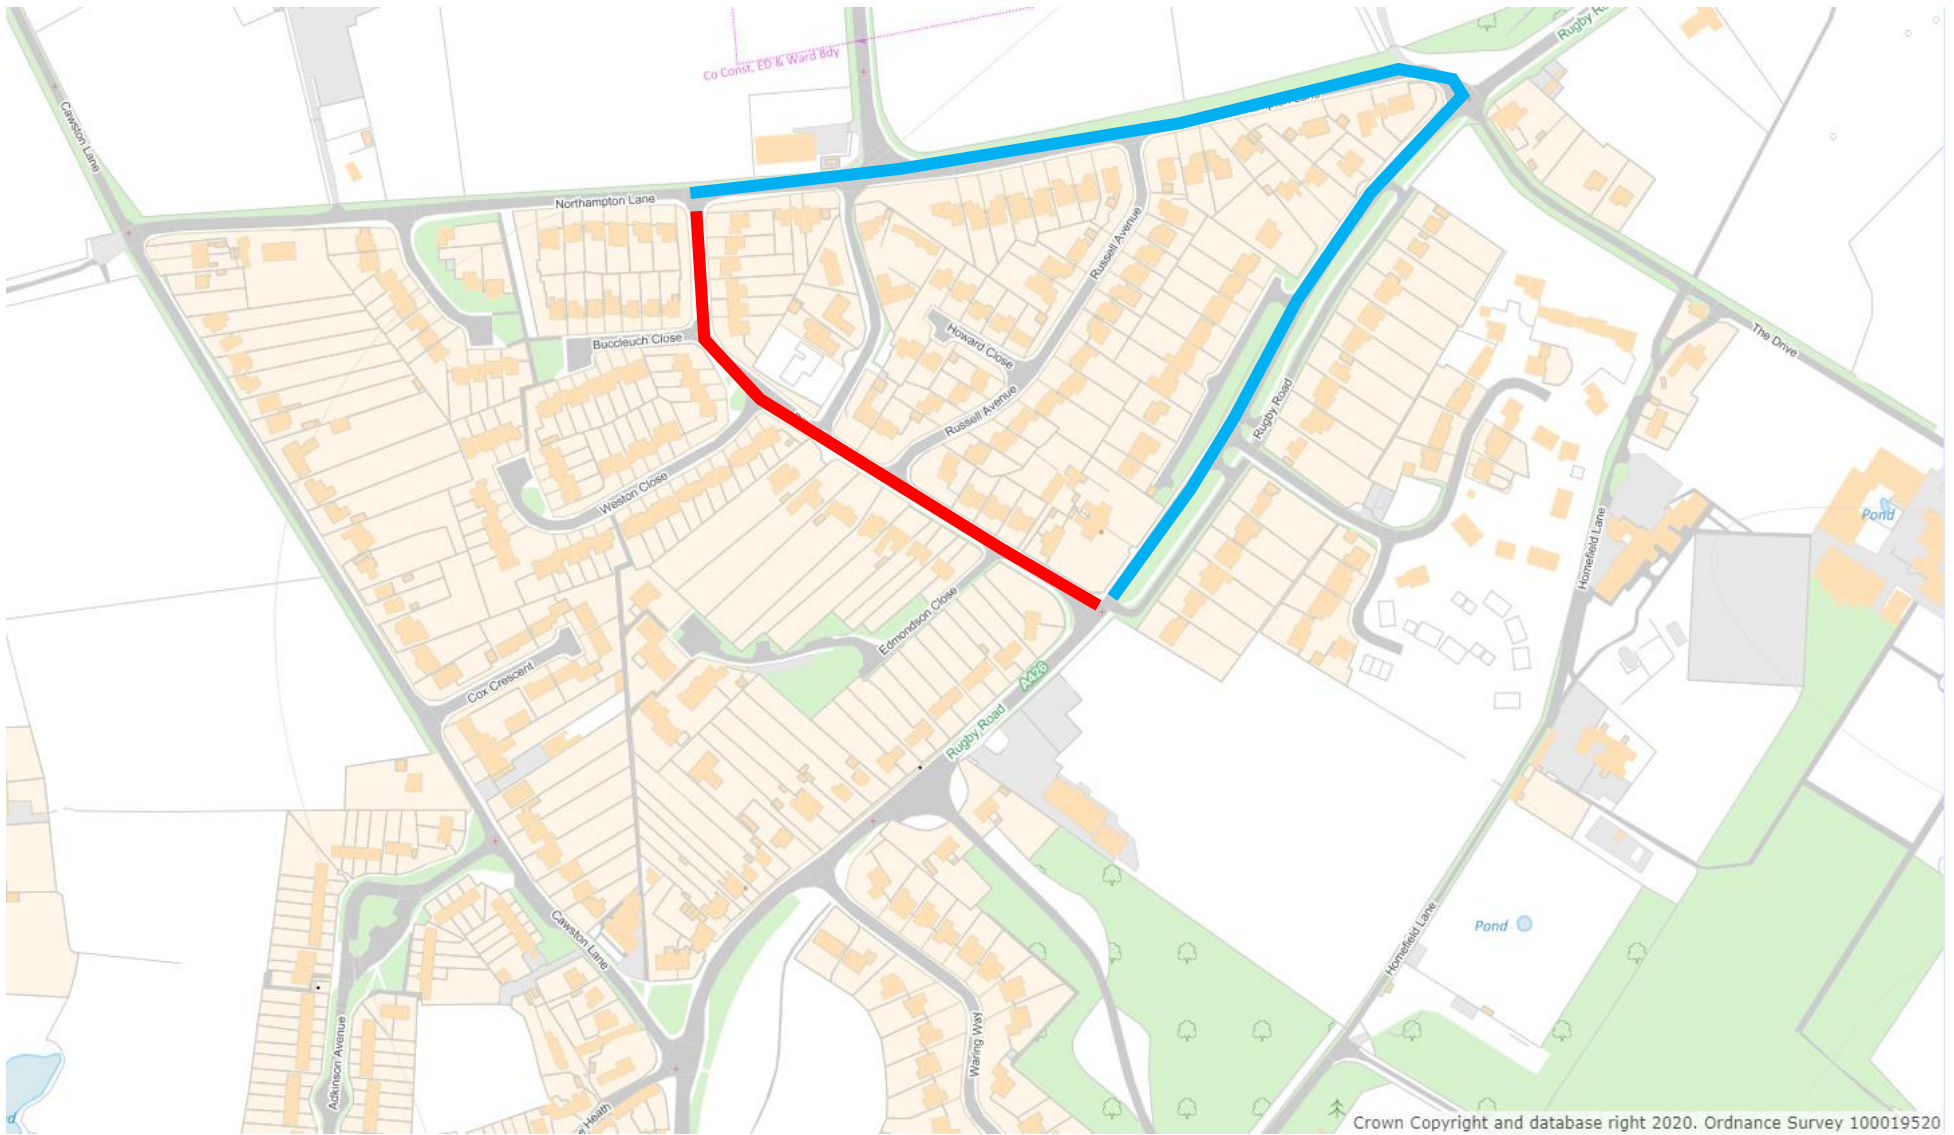 Rugby
Co Const, ED & Ward Bdy
Cawston Lane
Northampton Lane
Russell Avenue
Buccleuch Close
Howard Close
The Drive
Russell Avenue
Rugby Road
Weston Close
Pond
Homefield Lane
Edmondson Close
Cox Crescent
A426
Rugby Road
Cawston Lane
Pond
Homefield Lane
Adkinson Avenue
Waring Way
Heath
Crown Copyright and database right 2020. Ordnance Survey 100019520